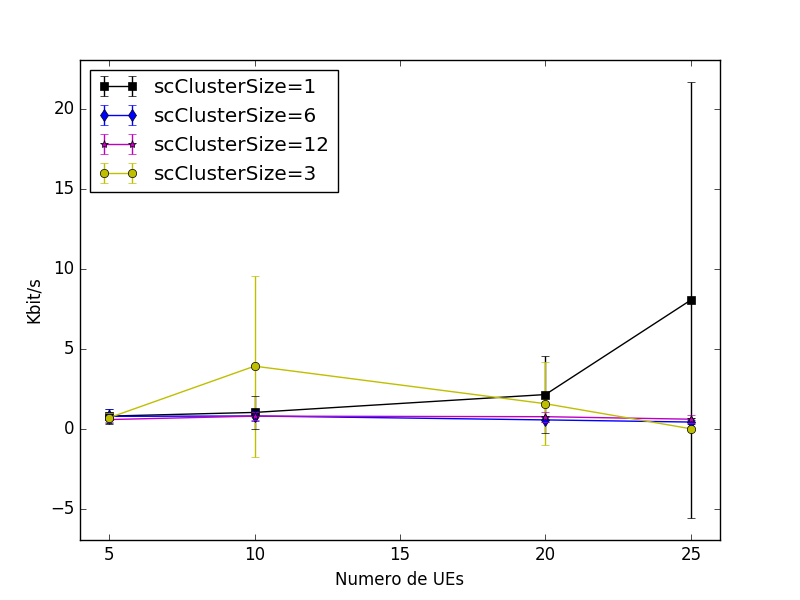 scClusterSize=1
scClusterSize=6
scClusterSize=12
scClusterSize=3
20
15
10
5
0
−5
Kbit/s
5 10 15 20 25
Numero de UEs